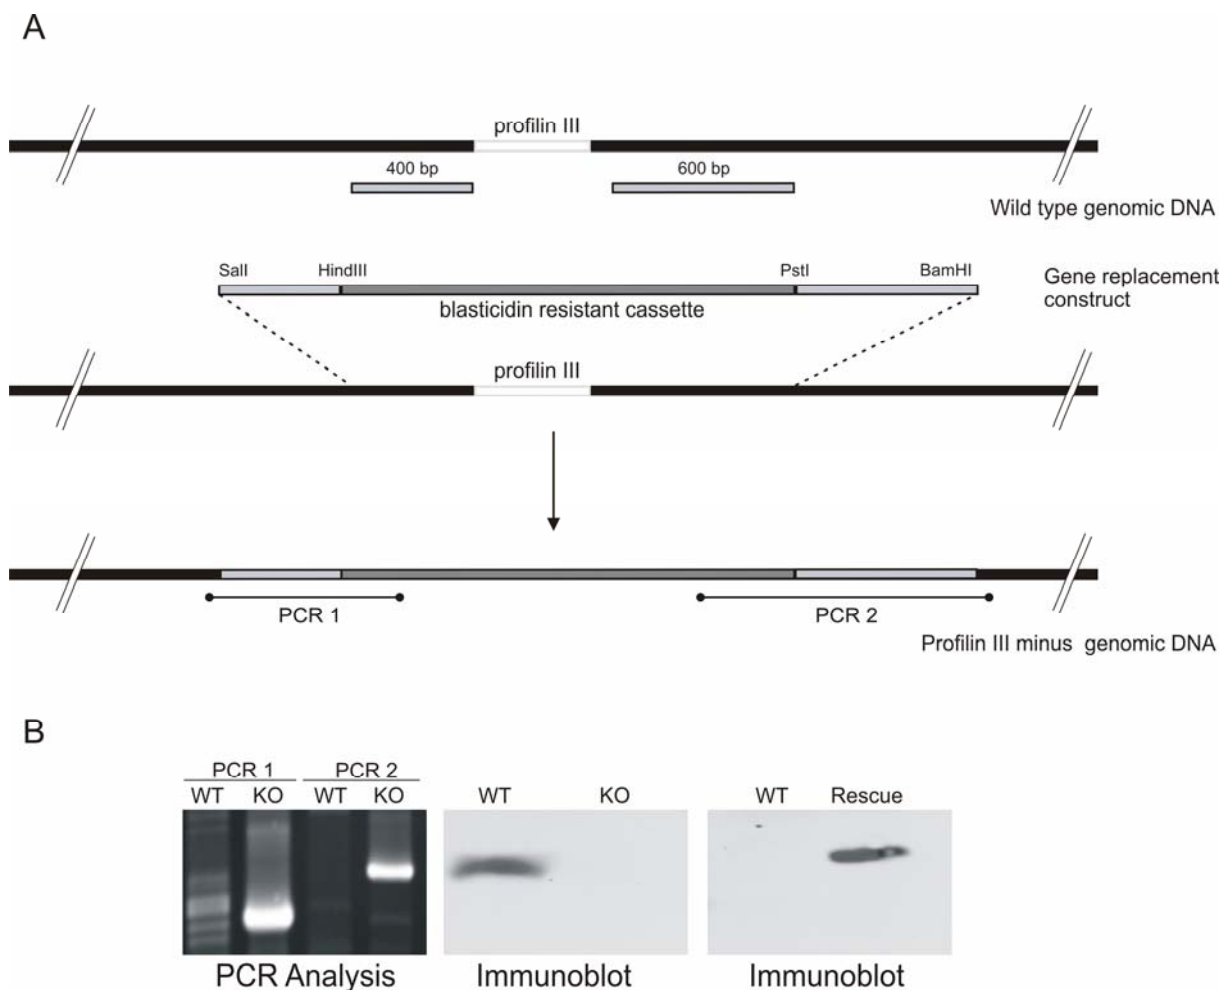 A
profilin III
400 bp
600 bp
Wild type genomic DNA
SalI
HindIII
PstI
BamHI
Gene replacement
construct
blasticidin resistant cassette
profilin III
PCR 1
PCR 2
Profilin III minus genomic DNA
B
PCR 1
PCR 2
WT
KO
WT
KO
WT
KO
WT
Rescue
PCR Analysis
Immunoblot
Immunoblot